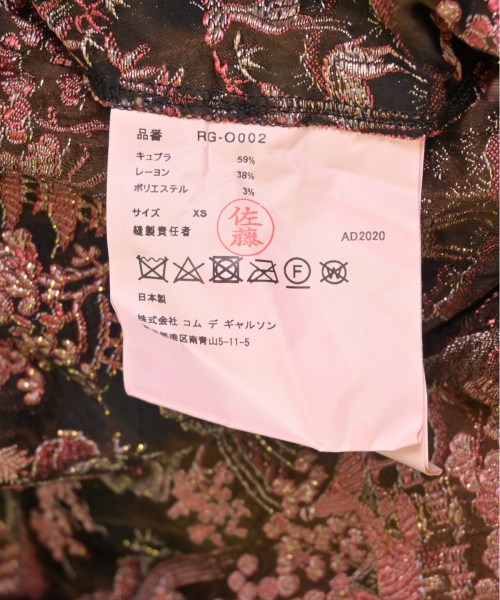 品番 RG-O002
キュプラ 59%
レーヨン 38%
ポリエステル 3%
サイズ XS
縫製責任者 佐藤 AD2020
F W
日本製
株式会社 コム デ ギャルソン
区南青山5-11-5